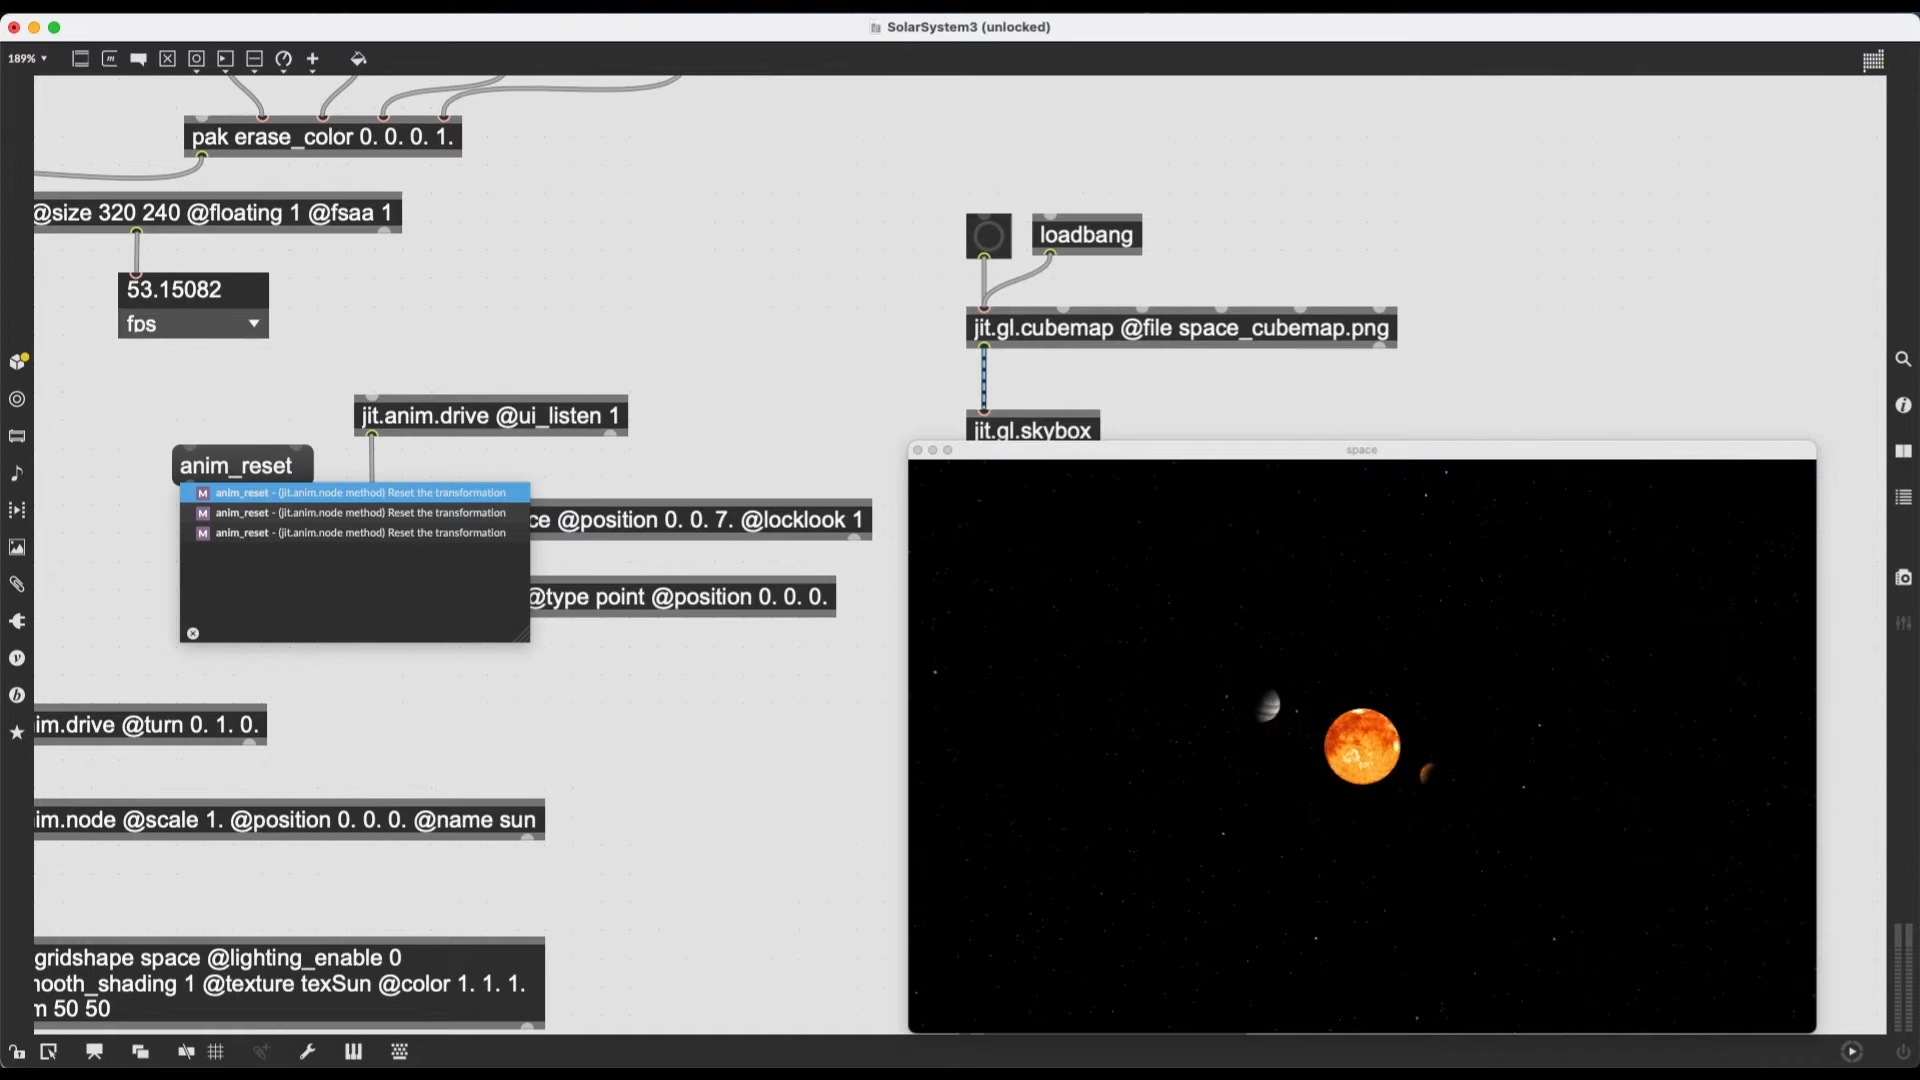 SolarSystem3 (unlocked)
189%
pak erase_color 0. 0. 0. 1.
@size 320 240 @floating 1 @fsaa 1
53.15082
fps
loadbang
jit.gl.cubemap @file space_cubemap.png
jit.anim.drive @ui_listen 1
jit.gl.skybox
space
anim_reset
anim_reset - (jit.anim.node method) Reset the transformation
anim_reset - (jit.anim.node method) Reset the transformation
anim_reset - (jit.anim.node method) Reset the transformation
ce @position 0. 0. 7. @locklook 1
@type point @position 0. 0. 0.
im.drive @turn 0. 1. 0.
im.node @scale 1. @position 0. 0. 0. @name sun
gridshape space @lighting_enable 0
nooth_shading 1 @texture texSun @color 1. 1. 1.
m 50 50